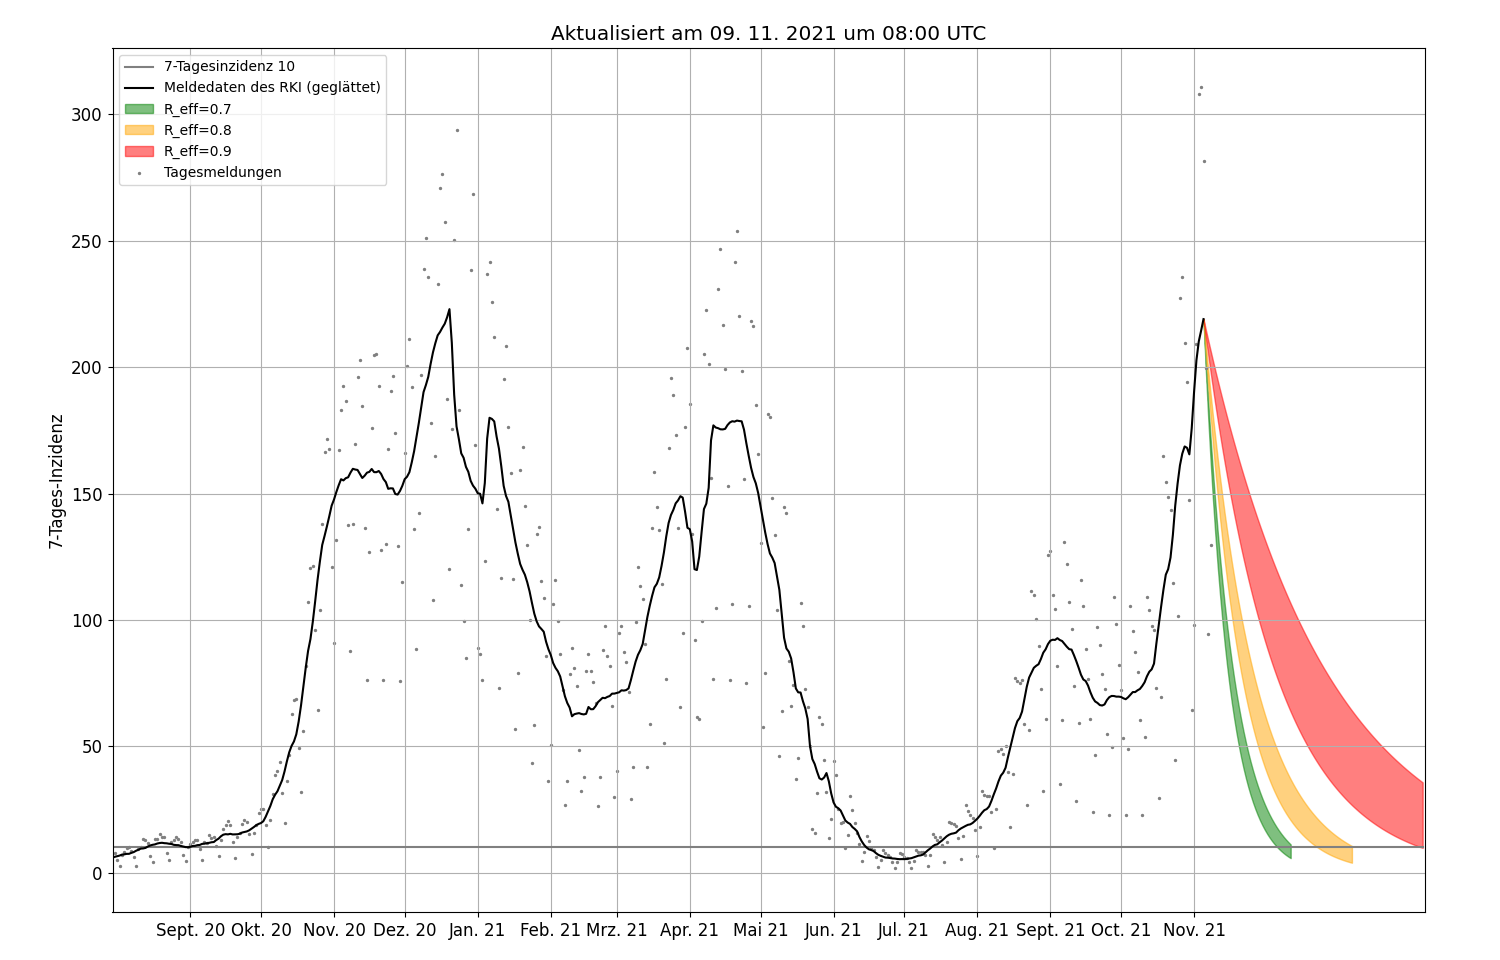 Aktualisiert am 09. 11. 2021 um 08:00 UTC
7-Tagesinzidenz 10
Meldedaten des RKI (geglättet)
R_eff=0.7
R_eff=0.8
R_eff=0.9
Tagesmeldungen
7-Tages-Inzidenz
300
250
200
150
100
50
0
Sept. 20 Okt. 20 Nov. 20 Dez. 20 Jan. 21 Feb. 21 Mrz. 21 Apr. 21 Mai 21 Jun. 21 Jul. 21 Aug. 21 Sept. 21 Oct. 21 Nov. 21